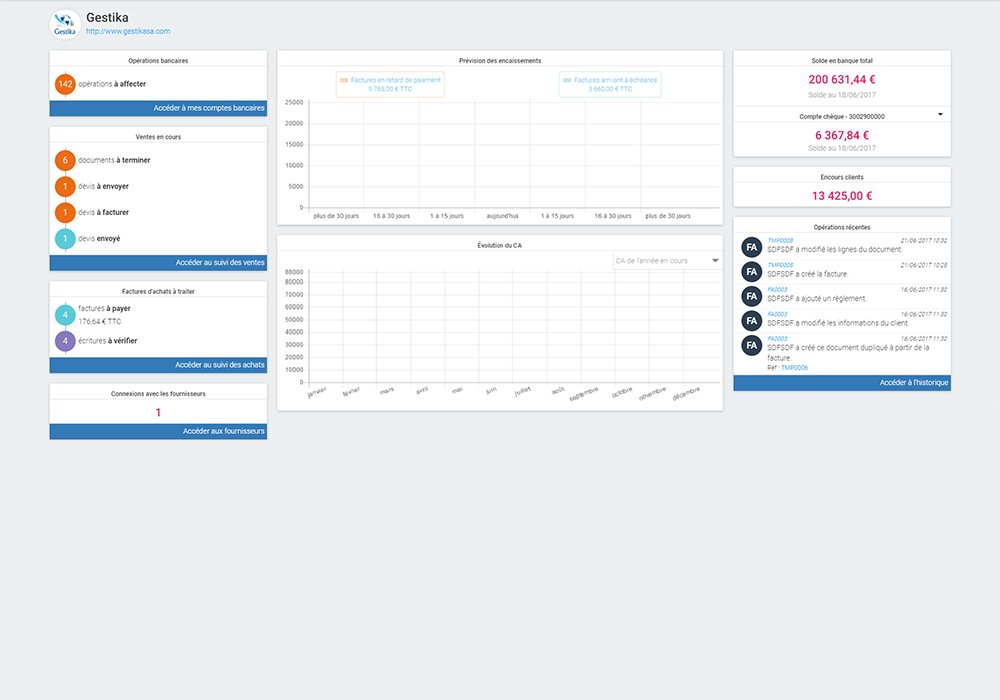 Gestika
Gestika
http://www.gestikasa.com
Opérations bancaires
142 opérations à affecter
Accéder à mes comptes bancaires
Ventes en cours
6 documents à terminer
1 devis à envoyer
1 devis à facturer
1 devis envoyé
Accéder au suivi des ventes
Factures d'achats à traiter
4 factures à payer
176,64 € TTC
4 écritures à vérifier
Accéder au suivi des achats
Connexions avec les fournisseurs
1
Accéder aux fournisseurs
Prévision des encaissements
Factures en retard de paiement
9 765,00 € TTC
Factures arrivant à échéance
3 660,00 € TTC
25000
20000
15000
10000
5000
0
plus de 30 jours 16 à 30 jours 1 à 15 jours aujourd'hui 1 à 15 jours 16 à 30 jours plus de 30 jours
Évolution du CA
CA de l'année en cours
88000
80000
70000
60000
50000
40000
30000
20000
10000
0
janvier février mars avril mai juin juillet août septembre octobre novembre décembre
Solde en banque total
200 631,44 €
Solde au 18/06/2017
Compte chèque - 3002900000
6 367,84 €
Solde au 18/06/2017
Encours clients
13 425,00 €
Opérations récentes
FA TMP0008 21/06/2017 10:32
SDFSDF a modifié les lignes du document.
FA TMP0008 21/06/2017 10:28
SDFSDF a créé la facture.
FA FA0003 16/06/2017 11:30
SDFSDF a ajouté un règlement.
FA FA0003 16/06/2017 11:30
SDFSDF a modifié les informations du client.
FA FA0003 16/06/2017 11:30
SDFSDF a créé ce document dupliqué à partir de la
facture.
Réf : TMP0006
Accéder à l'historique